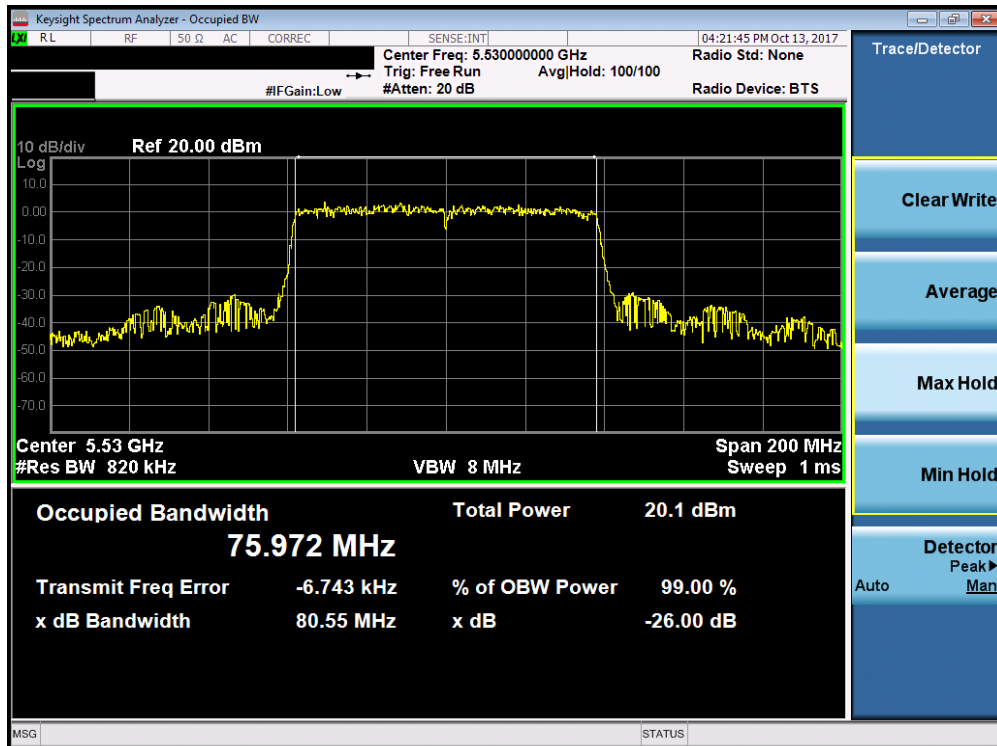 Keysight Spectrum Analyzer - Occupied BW
LXI RL RF 50 Ω AC CORREC SENSE:INT 04:21:45 PM Oct 13, 2017
Center Freq: 5.530000000 GHz Radio Std: None
Trig: Free Run Avg|Hold: 100/100
#IFGain:Low #Atten: 20 dB Radio Device: BTS
Trace/Detector
10 dB/div Ref 20.00 dBm
Log
10.0
0.00
-10.0
-20.0
-30.0
-40.0
-50.0
-60.0
-70.0
Center 5.53 GHz Span 200 MHz
#Res BW 820 kHz VBW 8 MHz Sweep 1 ms
Occupied Bandwidth Total Power 20.1 dBm
75.972 MHz
Transmit Freq Error -6.743 kHz % of OBW Power 99.00 %
x dB Bandwidth 80.55 MHz x dB -26.00 dB
Clear Write
Average
Max Hold
Min Hold
Detector
Peak▶
Auto Man
MSG STATUS